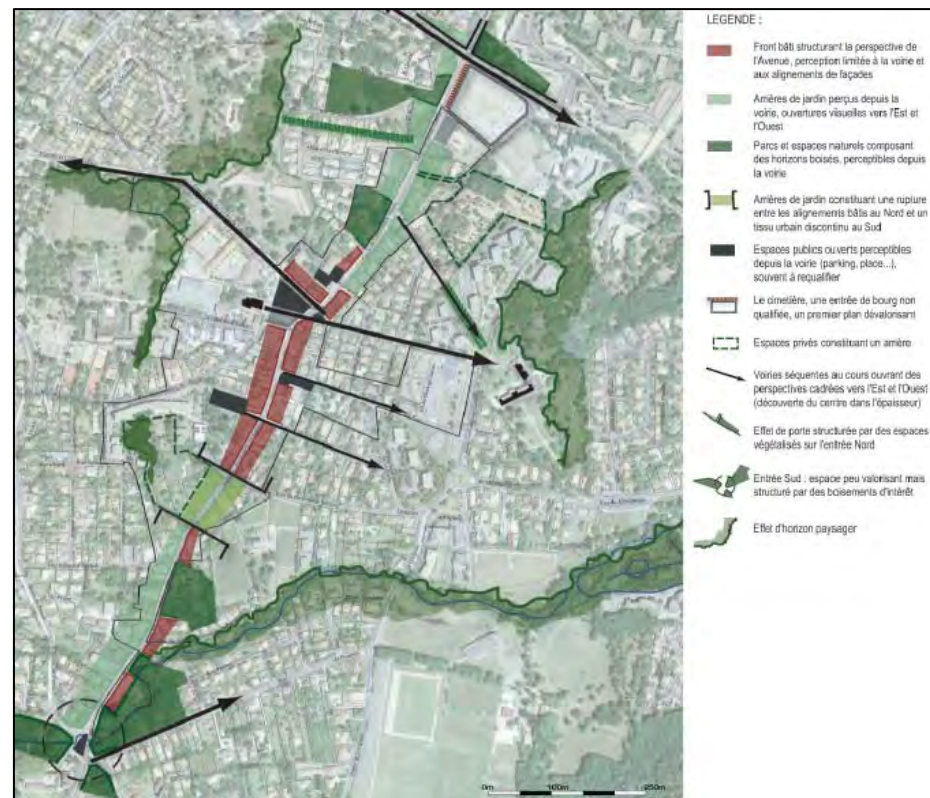 LEGENDE :
Front bâti structurant la perspective de
l'Avenue, perception limitée à la voirie et
aux alignements de façades
Arrières de jardin perçus depuis la
voirie, ouvertures visuelles vers l'Est et
l'Ouest
Parcs et espaces naturels composant
des horizons boisés, perceptibles depuis
la voirie
Arrières de jardin constituant une rupture
entre les alignements bâtis au Nord et un
tissu urbain discontinu au Sud
Espaces publics ouverts perceptibles
depuis la voirie (parking, place...),
souvent à requalifier
Le cimetière, une entrée de bourg non
qualifiée, un premier plan dévalorisant
Espaces privés constituant un arrière
Voiries séquentes au cours ouvrant des
perspectives cadrées vers l'Est et l'Ouest
(découverte du centre dans l'épaisseur)
Effet de porte structurée par des espaces
végétalisés sur l'entrée Nord
Entrée Sud : espace peu valorisant mais
structuré par des boisements d'intérêt
Effet d'horizon paysager
0m 100m 250m